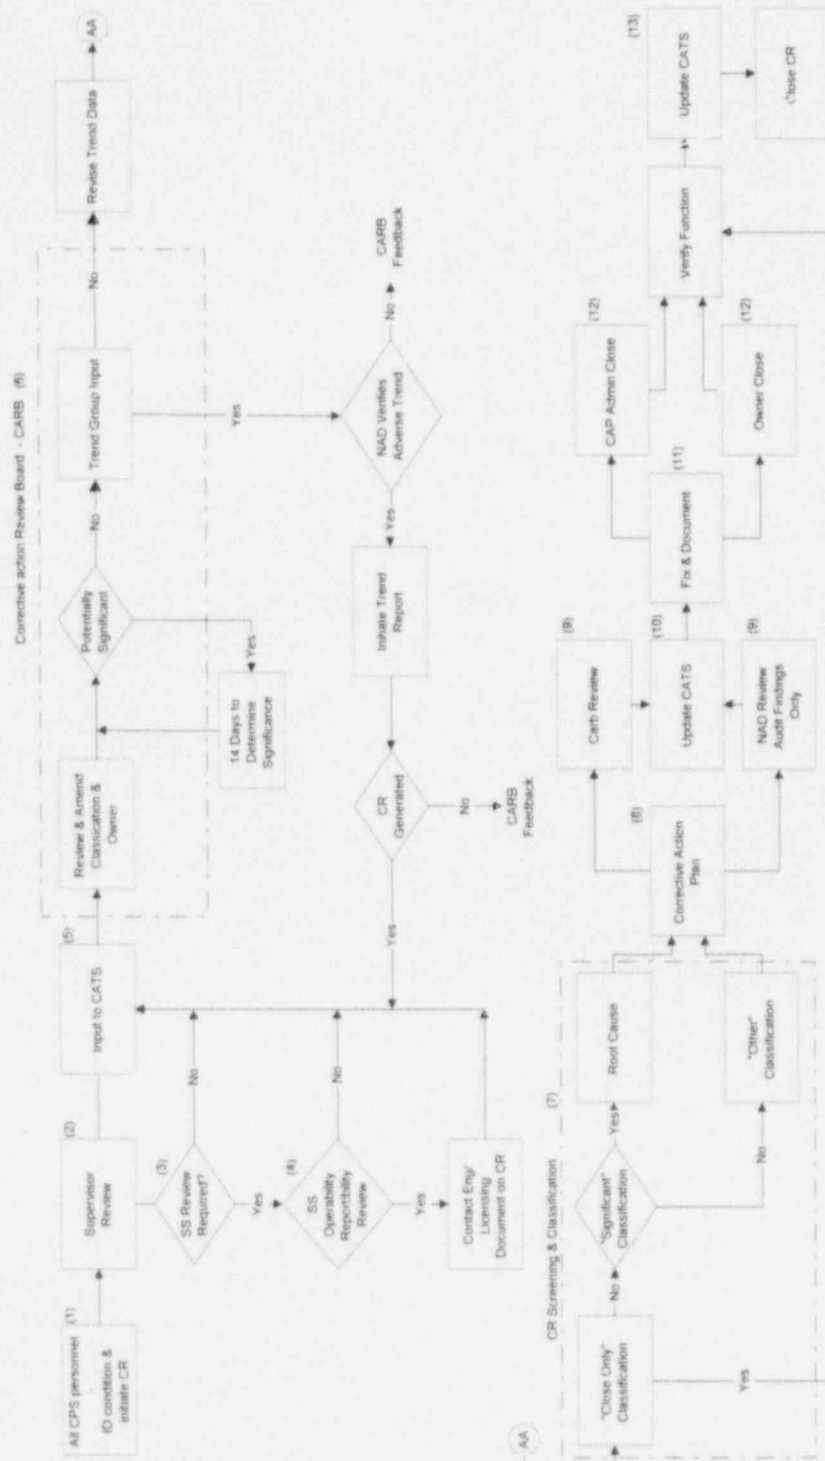 (1)
All CPS personnel
ID condition &
initiate CR
(2)
Supervisor
Review
(3)
SS Review
Required?
No
Yes
(4)
SS
Operability
Reportibility
Review
No
Yes
Contact Eng/
Licensing
Document on CR
(5)
Input to CATS
Corrective action Review Board - CARB (6)
Review & Amend
Classication &
Owner
Potentially
Significant
No
Yes
14 Days to
Determine
Significance
Trend Group Input
No
Yes
Revise Trend Data
AA
NAD Verifies
Adverse Trend
No
CARB
Feedback
Yes
Initiate Trend
Report
CR
Generated
No
CARB
Feedback
Yes
AA
CR Screening & Classification
(7)
"Close Only"
Classification
No
Yes
"Significant"
Classification
Yes
No
Root Cause
"Other"
Classification
(8)
Corrective Action
Plan
(9)
Carb Review
(10)
Update CATS
(9)
NAD Review
Audit Findings
Only
(11)
Fix & Document
(12)
CAP Admin Close
(12)
Owner Close
Verify Function
(13)
Update CATS
Close CR